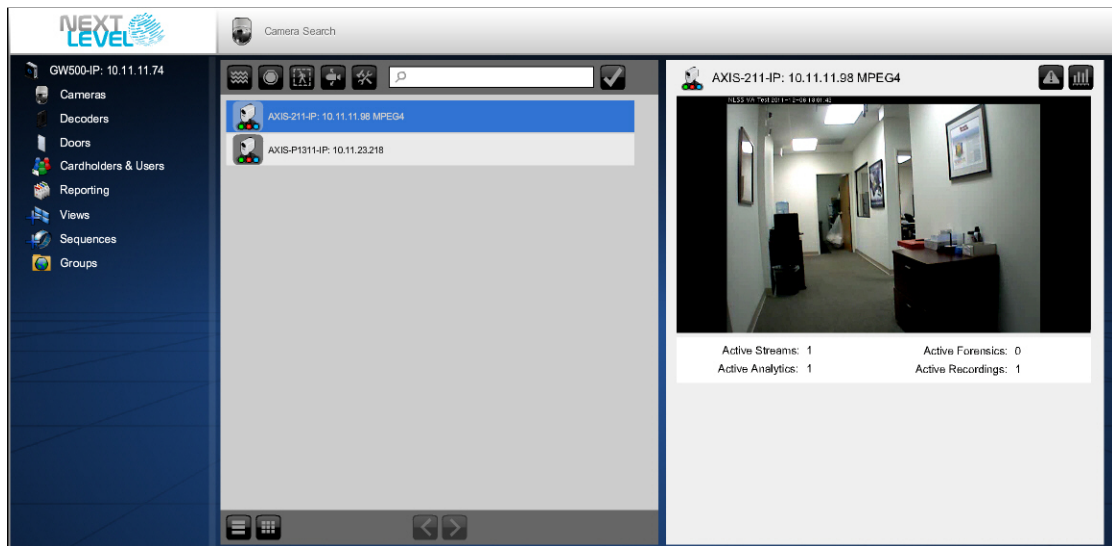 NEXT
LEVEL
Camera Search
GW500-IP: 10.11.11.74
Cameras
Decoders
Doors
Cardholders & Users
Reporting
Views
Sequences
Groups
AXIS-211-IP: 10.11.11.98 MPEG4
AXIS-P1311-IP: 10.11.23.218
AXIS-211-IP: 10.11.11.98 MPEG4
Active Streams: 1 Active Forensics: 0
Active Analytics: 1 Active Recordings: 1